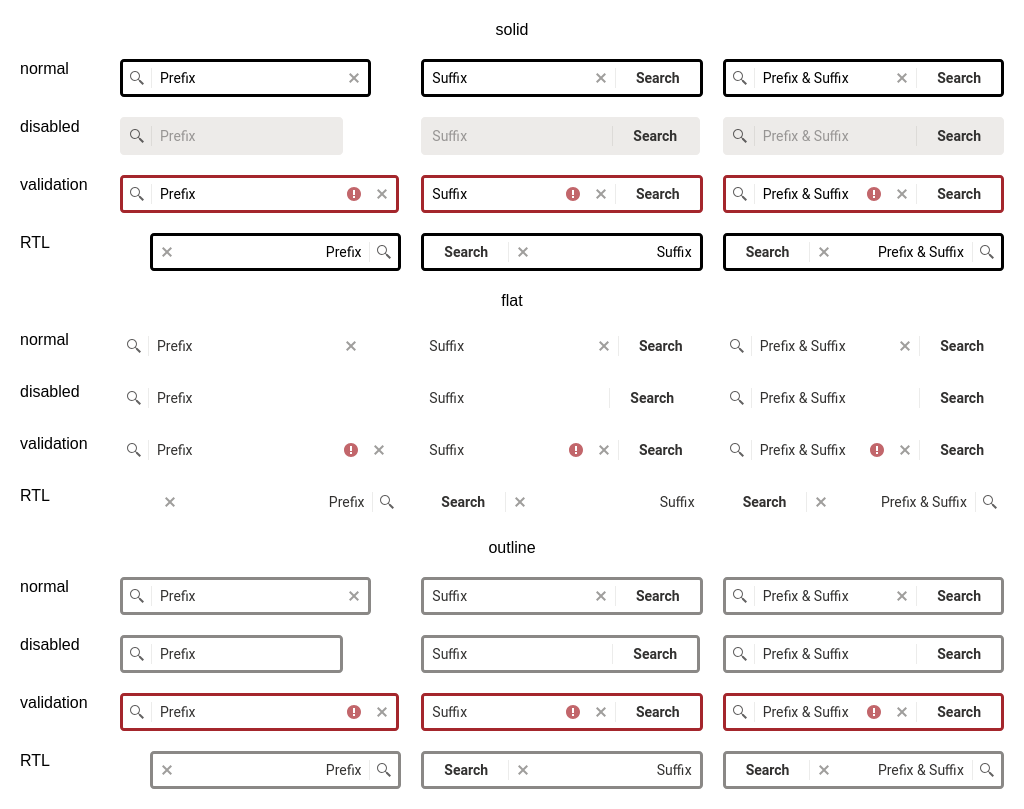 solid
normal Prefix Suffix Search Prefix & Suffix Search
disabled Prefix Suffix Search Prefix & Suffix Search
validation Prefix Suffix Search Prefix & Suffix Search
RTL Prefix Search Suffix Search Prefix & Suffix
flat
normal Prefix Suffix Search Prefix & Suffix Search
disabled Prefix Suffix Search Prefix & Suffix Search
validation Prefix Suffix Search Prefix & Suffix Search
RTL Prefix Search Suffix Search Prefix & Suffix
outline
normal Prefix Suffix Search Prefix & Suffix Search
disabled Prefix Suffix Search Prefix & Suffix Search
validation Prefix Suffix Search Prefix & Suffix Search
RTL Prefix Search Suffix Search Prefix & Suffix